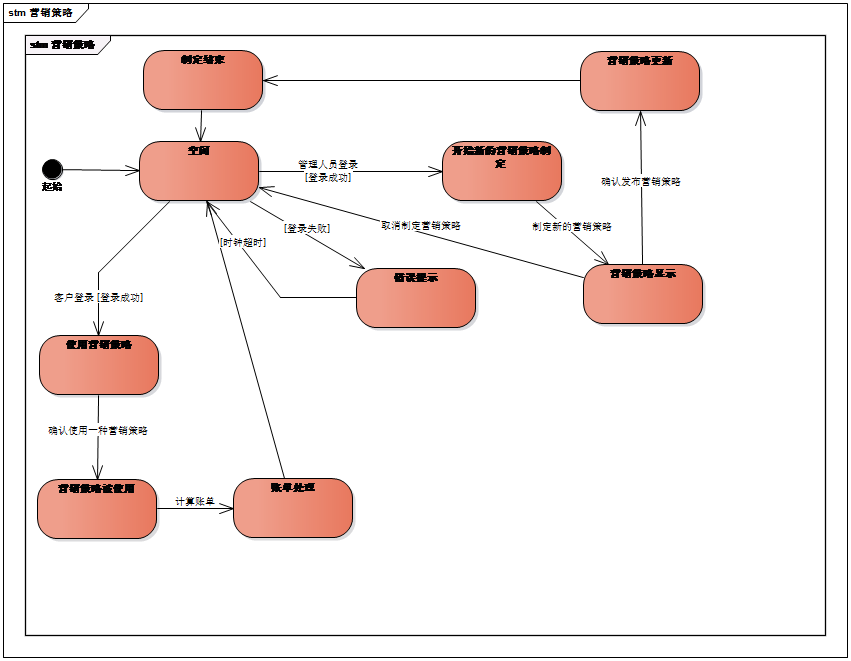 stm 营销策略
stm 营销策略
制定结束
营销策略更新
空闲
管理人员登录
[登录成功]
开始新的营销策略制
定
起始
确认发布营销策略
[登录失败]
取消制定营销策略
制定新的营销策略
[时钟超时]
错误提示
营销策略显示
客户登录 [登录成功]
使用营销策略
确认使用一种营销策略
营销策略被使用
计算账单
账单处理